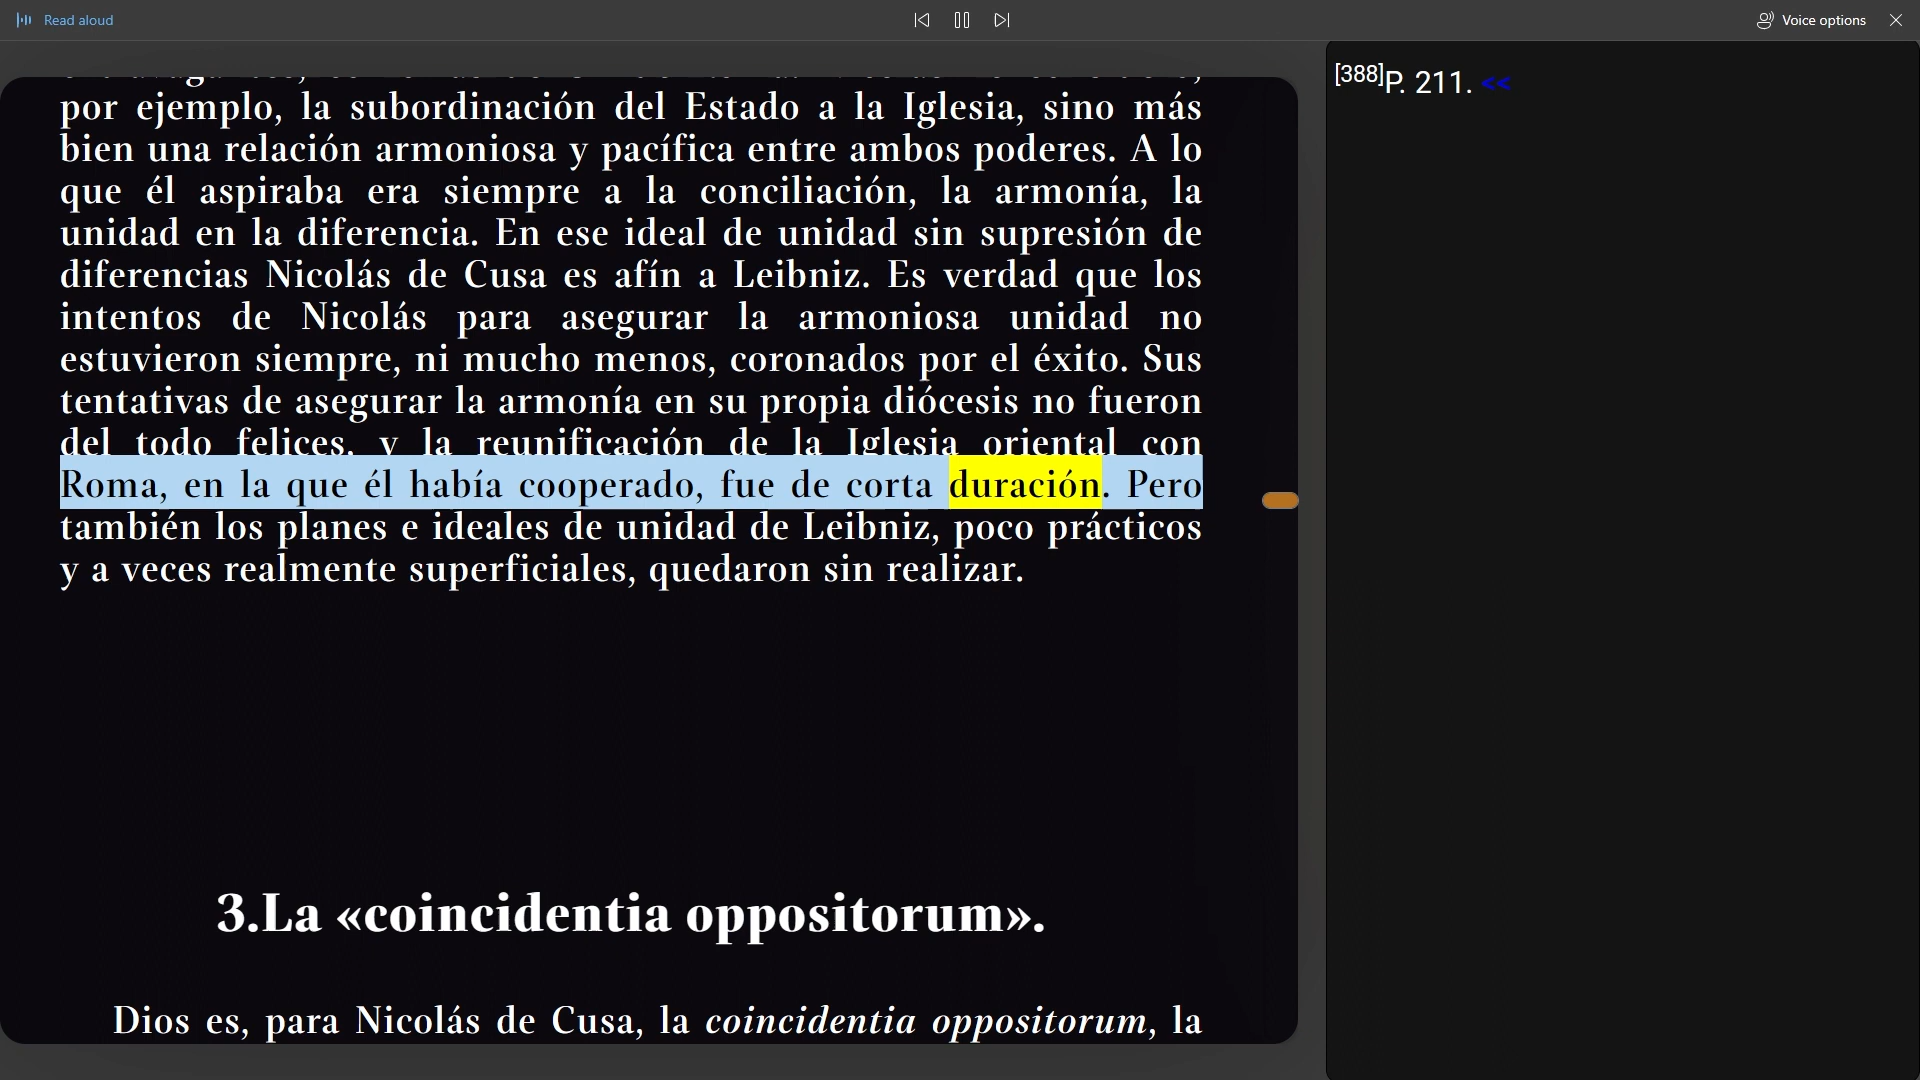 Read aloud
Voice options
por ejemplo, la subordinación del Estado a la Iglesia, sino más
bien una relación armoniosa y pacífica entre ambos poderes. A lo
que él aspiraba era siempre a la conciliación, la armonía, la
unidad en la diferencia. En ese ideal de unidad sin supresión de
diferencias Nicolás de Cusa es afín a Leibniz. Es verdad que los
intentos de Nicolás para asegurar la armoniosa unidad no
estuvieron siempre, ni mucho menos, coronados por el éxito. Sus
tentativas de asegurar la armonía en su propia diócesis no fueron
del todo felices, y la reunificación de la Iglesia oriental con
Roma, en la que él había cooperado, fue de corta duración. Pero
también los planes e ideales de unidad de Leibniz, poco prácticos
y a veces realmente superficiales, quedaron sin realizar.
3.La «coincidentia oppositorum».
Dios es, para Nicolás de Cusa, la coincidentia oppositorum, la
[388]P. 211. <<